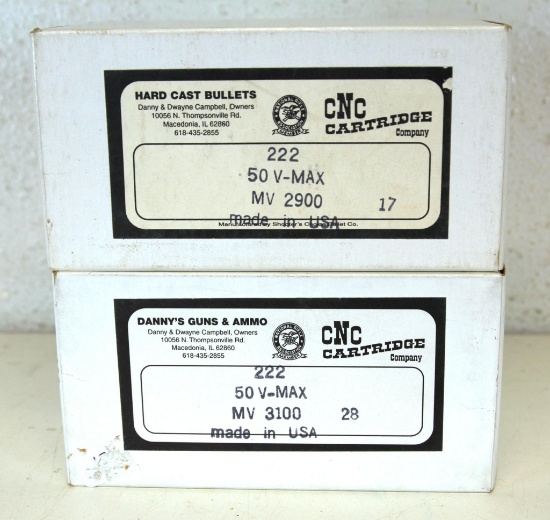 HARD CAST BULLETS
Danny & Dwayne Campbell, Owners
10056 N. Thompsonville Rd.
Macedonia, IL 62860
618-435-2855
CNC
CARTRIDGE
Company
222
50 V-MAX
MV 2900 17
made in USA
DANNY'S GUNS & AMMO
Danny & Dwayne Campbell, Owners
10056 N. Thompsonville Rd.
Macedonia, IL 62860
618-435-2855
CNC
CARTRIDGE
Company
222
50 V-MAX
MV 3100 28
made in USA